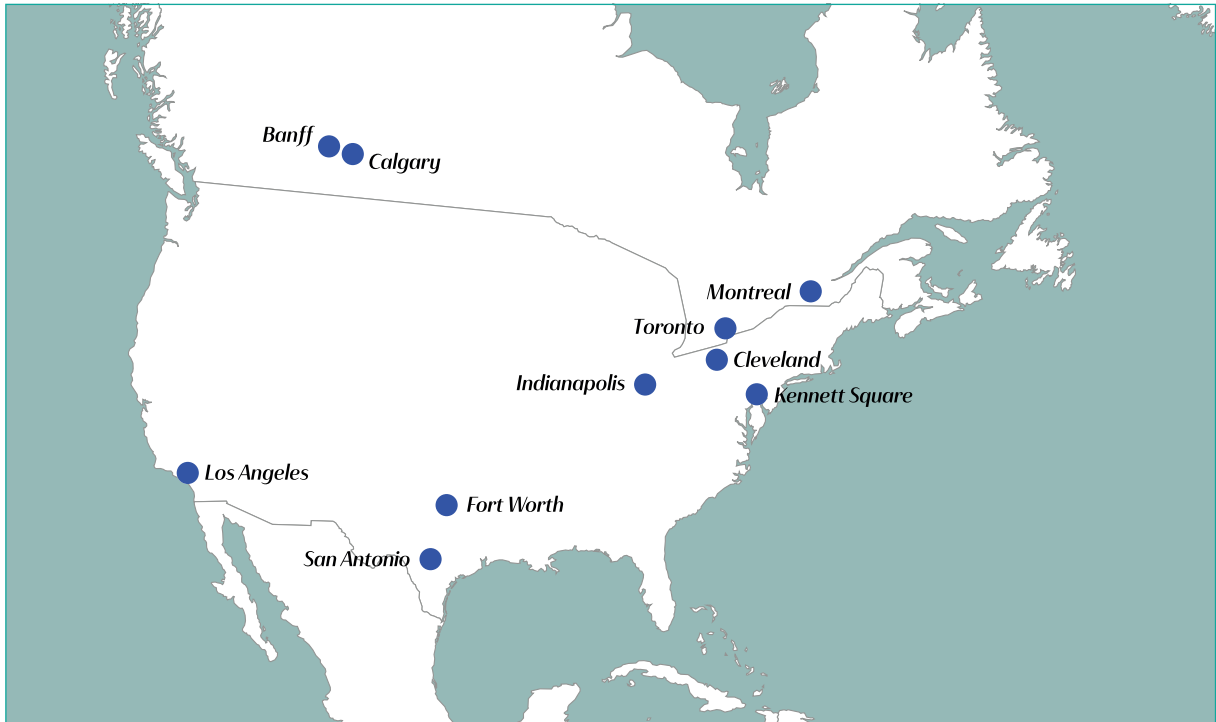 Banff
Calgary
Montreal
Toronto
Cleveland
Indianapolis
Kennett Square
Los Angeles
Fort Worth
San Antonio